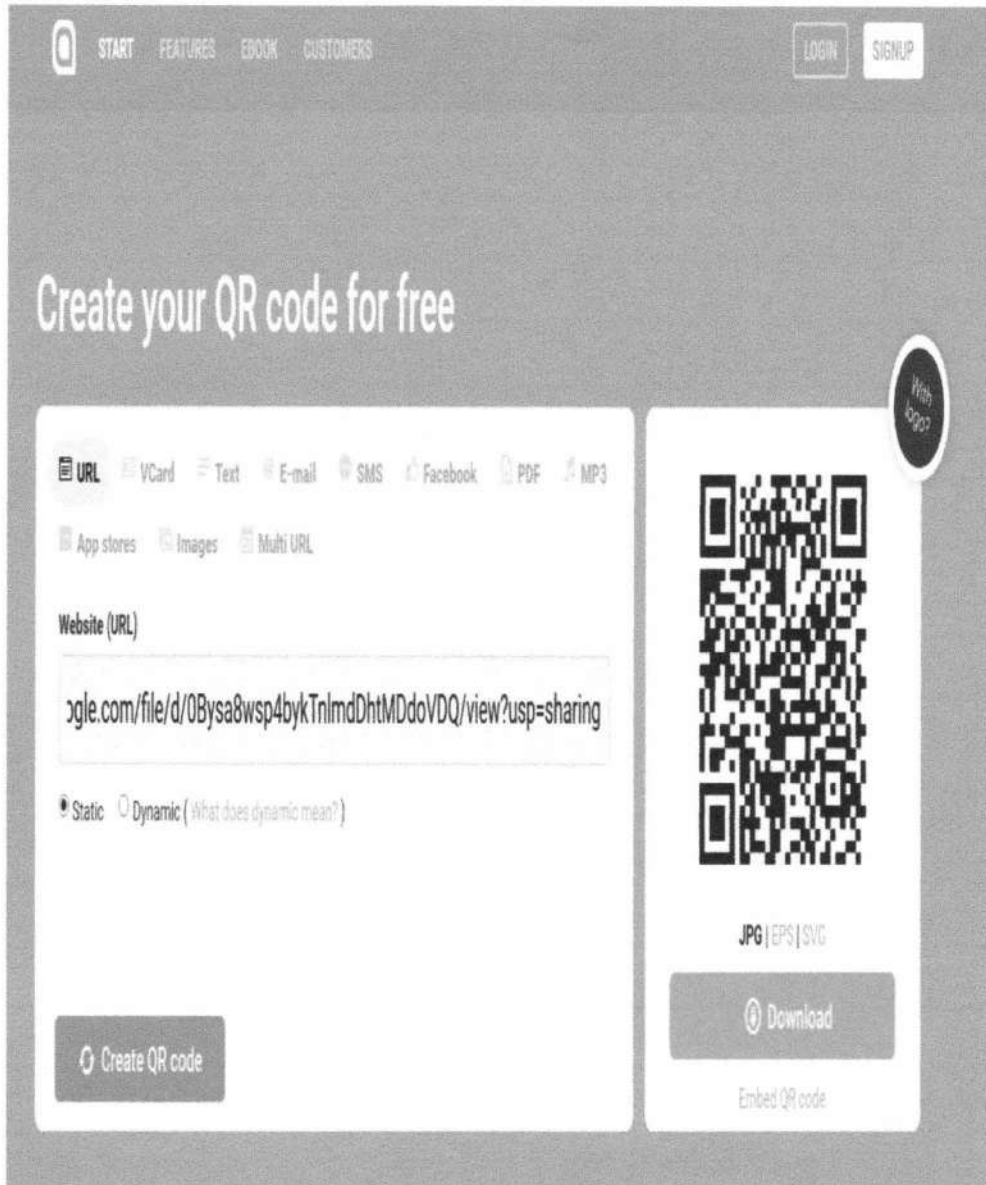 START FEATURES EBOOK CUSTOMERS LOGIN SIGNUP
Create your QR code for free
With logo?
URL VCard Text E-mail SMS Facebook PDF MP3
App stores Images Multi URL
Website (URL)
ogle.com/file/d/0Bysa8wsp4bykTnlmdDhtMDdoVDQ/view?usp=sharing
Static Dynamic ( What does dynamic mean? )
JPG | EPS | SVG
Download
Create QR code
Embed QR code